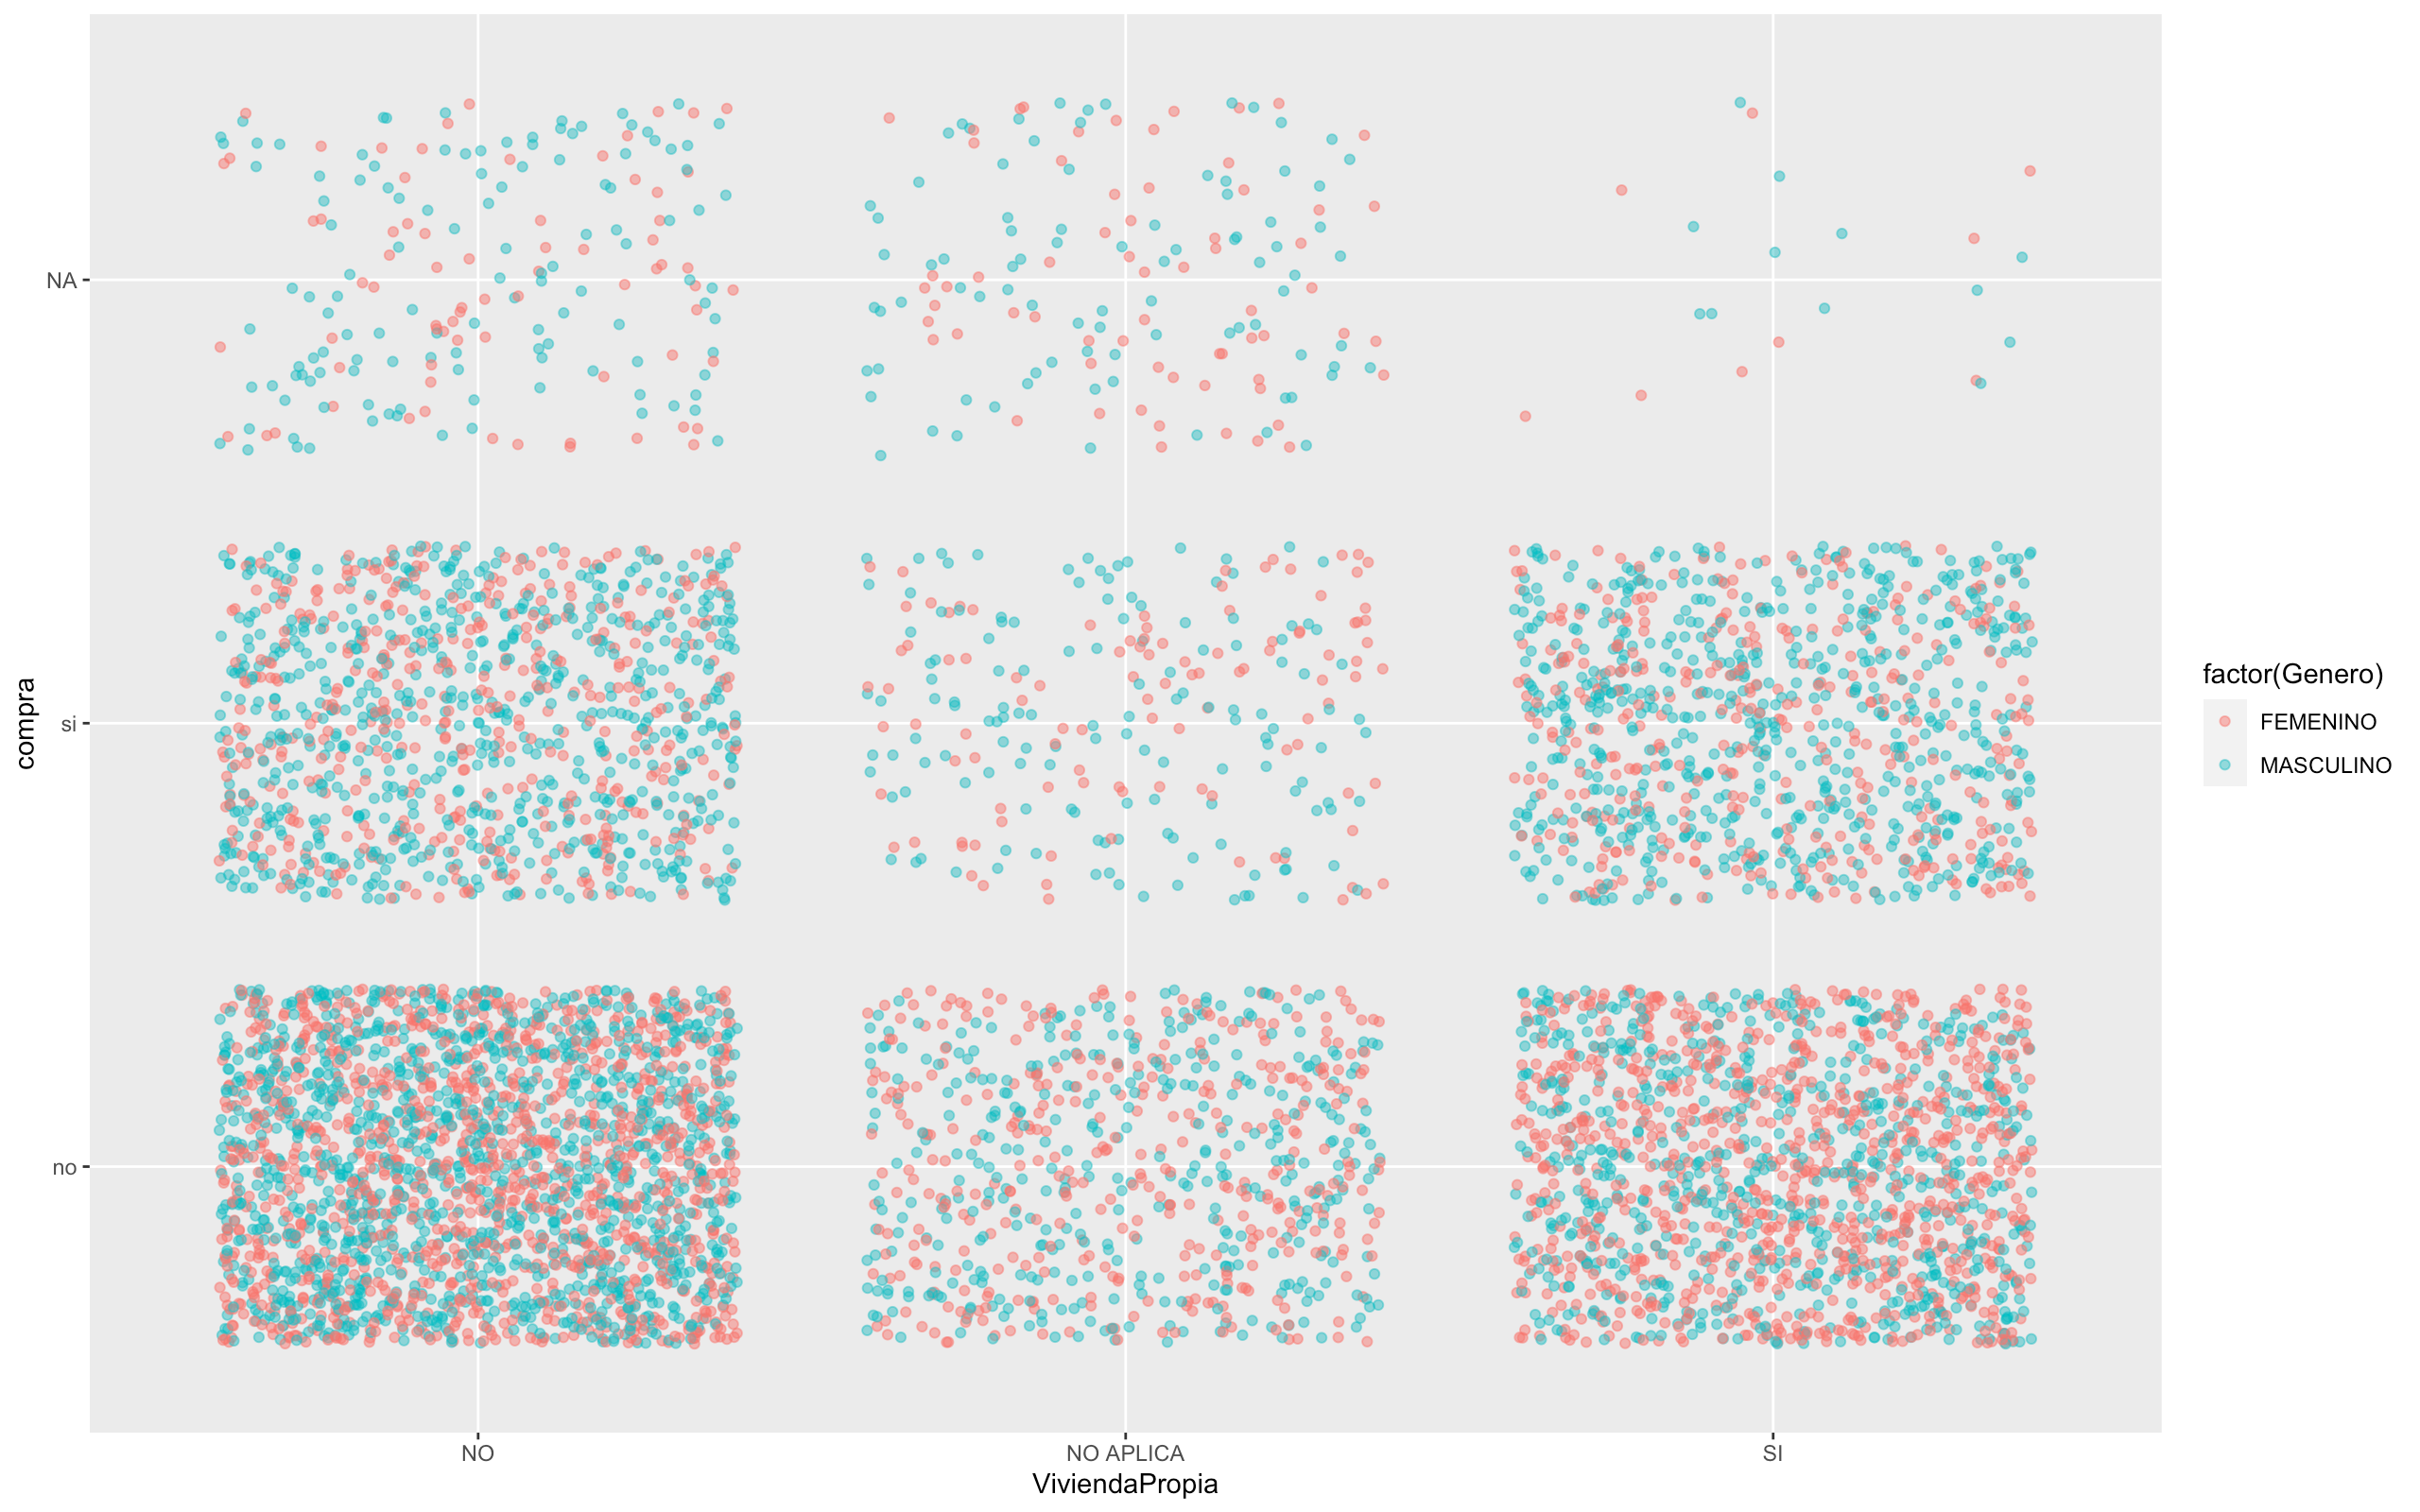 compra
NA
si
no
NO
NO APLICA
SI
ViviendaPropia
factor(Genero)
FEMENINO
MASCULINO